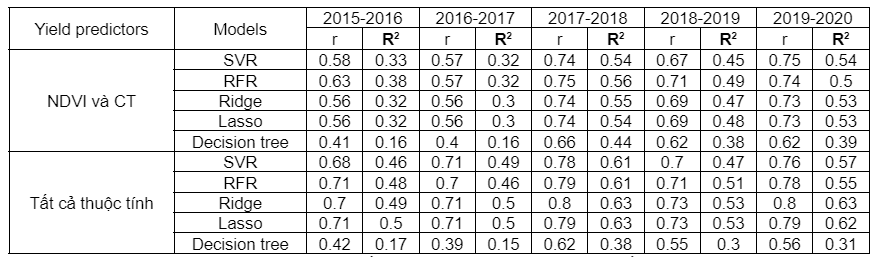 Yield predictors Models 2015-2016 2016-2017 2017-2018 2018-2019 2019-2020
r R² r R² r R² r R² r R²
NDVI và CT
SVR 0.58 0.33 0.57 0.32 0.74 0.54 0.67 0.45 0.75 0.54
RFR 0.63 0.38 0.57 0.32 0.75 0.56 0.71 0.49 0.74 0.5
Ridge 0.56 0.32 0.56 0.3 0.74 0.55 0.69 0.47 0.73 0.53
Lasso 0.56 0.32 0.56 0.3 0.74 0.54 0.69 0.48 0.73 0.53
Decision tree 0.41 0.16 0.4 0.16 0.66 0.44 0.62 0.38 0.62 0.39
Tất cả thuộc tính
SVR 0.68 0.46 0.71 0.49 0.78 0.61 0.7 0.47 0.76 0.57
RFR 0.71 0.48 0.7 0.46 0.79 0.61 0.71 0.51 0.78 0.55
Ridge 0.7 0.49 0.71 0.5 0.8 0.63 0.73 0.53 0.8 0.63
Lasso 0.71 0.5 0.71 0.5 0.79 0.63 0.73 0.53 0.79 0.62
Decision tree 0.42 0.17 0.39 0.15 0.62 0.38 0.55 0.3 0.56 0.31